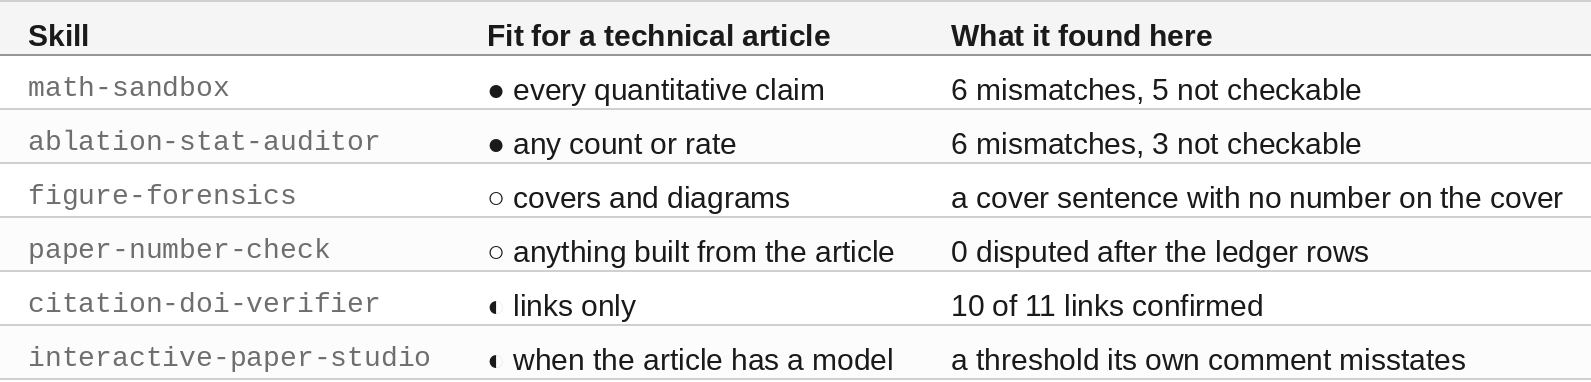 Skill Fit for a technical article What it found here
math-sandbox ● every quantitative claim 6 mismatches, 5 not checkable
ablation-stat-auditor ● any count or rate 6 mismatches, 3 not checkable
figure-forensics ○ covers and diagrams a cover sentence with no number on the cover
paper-number-check ○ anything built from the article 0 disputed after the ledger rows
citation-doi-verifier ◖ links only 10 of 11 links confirmed
interactive-paper-studio ◖ when the article has a model a threshold its own comment misstates